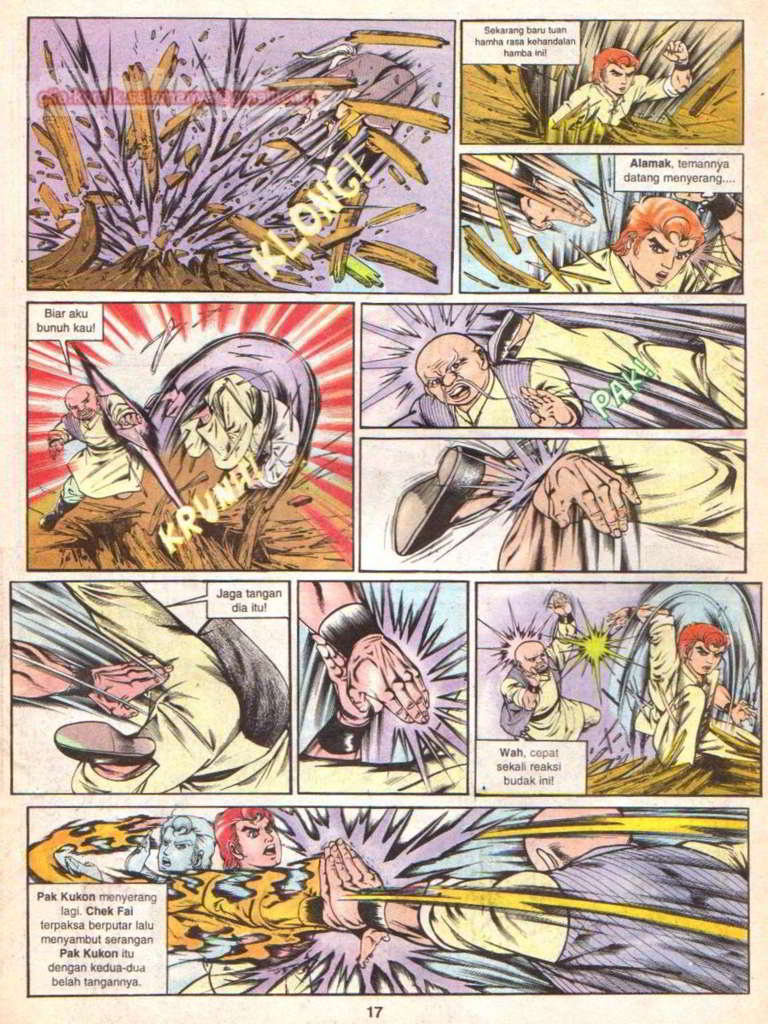 KLONG!
Sekarang baru tuan
hamha rasa kehandalan
hamba ini!
Alamak, temannya
datang menyerang....
Biar aku
bunuh kau!
PAK!
Jaga tangan
dia itu!
Wah, cepat
sekali reaksi
budak ini!
Pak Kukon menyerang
lagi. Chek Fai
terpaksa berputar lalu
menyambut serangan
Pak Kukon itu
dengan kedua-dua
belah tangannya.
17